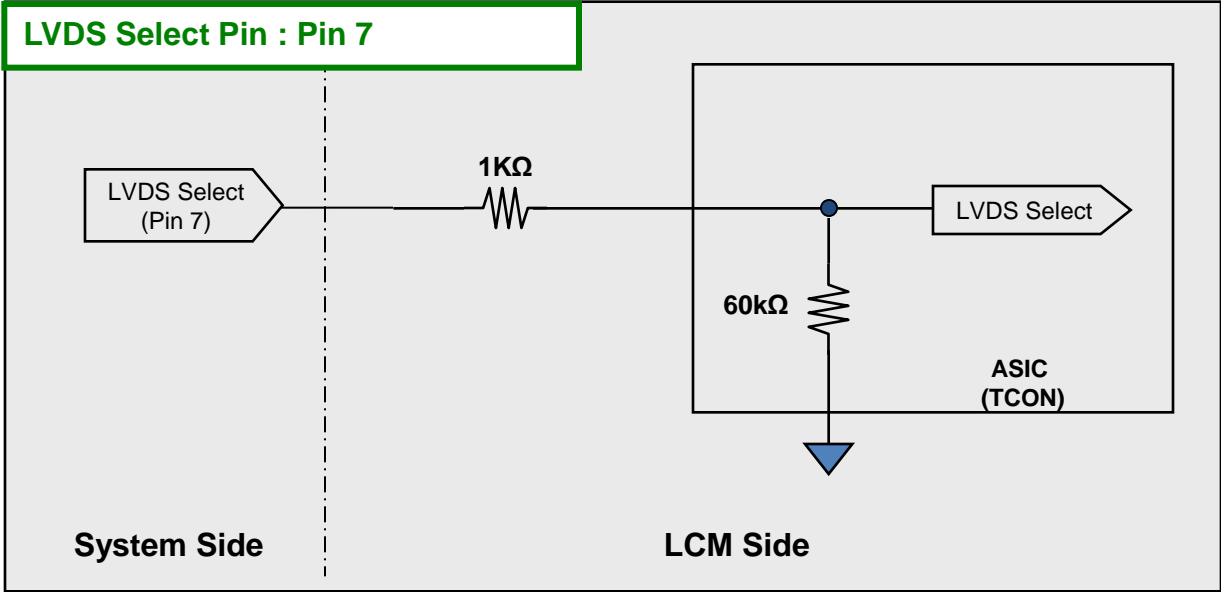 LVDS Select Pin : Pin 7
1KΩ
LVDS Select
(Pin 7)
LVDS Select
60kΩ
ASIC
(TCON)
System Side
LCM Side